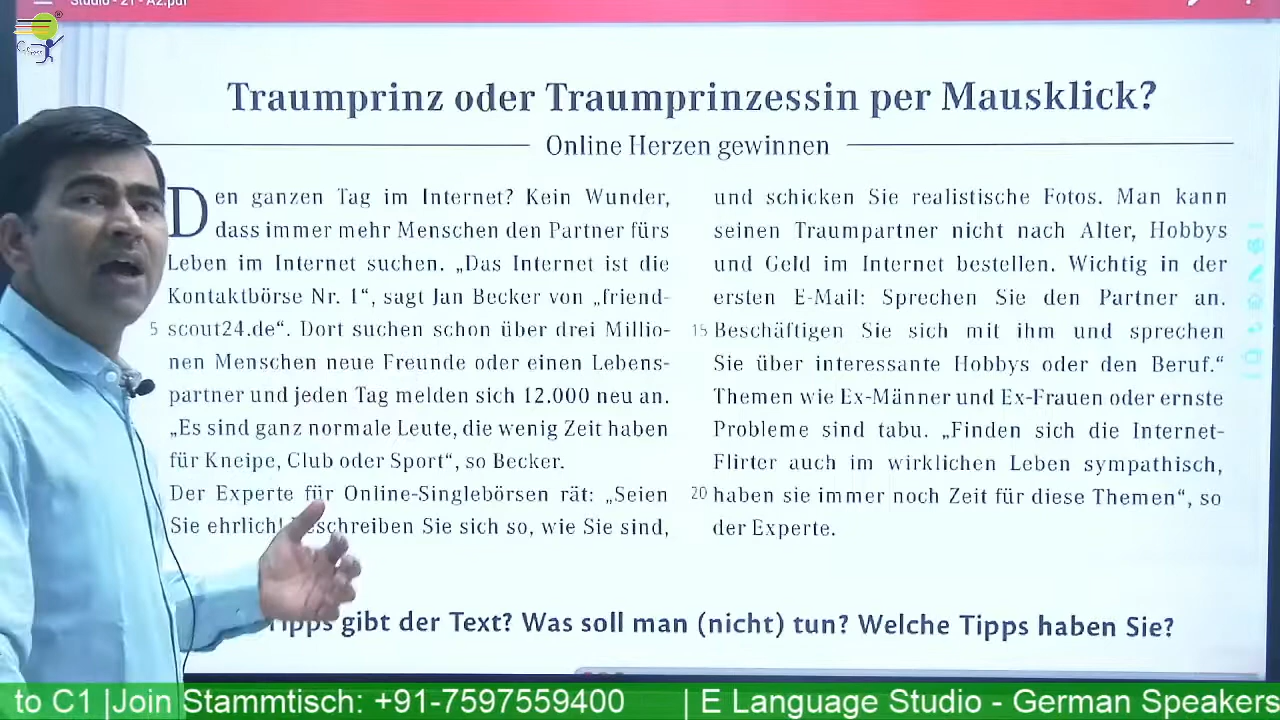 Studio - 21 - A2.pdf
Traumprinz oder Traumprinzessin per Mausklick?
Online Herzen gewinnen
Den ganzen Tag im Internet? Kein Wunder,
dass immer mehr Menschen den Partner fürs
Leben im Internet suchen. „Das Internet ist die
Kontaktbörse Nr. 1“, sagt Jan Becker von „friend-
5 scout24.de“. Dort suchen schon über drei Millio-
nen Menschen neue Freunde oder einen Lebens-
partner und jeden Tag melden sich 12.000 neu an.
„Es sind ganz normale Leute, die wenig Zeit haben
für Kneipe, Club oder Sport“, so Becker.
Der Experte für Online-Singlebörsen rät: „Seien
Sie ehrlich! Beschreiben Sie sich so, wie Sie sind,
und schicken Sie realistische Fotos. Man kann
seinen Traumpartner nicht nach Alter, Hobbys
und Geld im Internet bestellen. Wichtig in der
ersten E-Mail: Sprechen Sie den Partner an.
15 Beschäftigen Sie sich mit ihm und sprechen
Sie über interessante Hobbys oder den Beruf.“
Themen wie Ex-Männer und Ex-Frauen oder ernste
Probleme sind tabu. „Finden sich die Internet-
Flirter auch im wirklichen Leben sympathisch,
20 haben sie immer noch Zeit für diese Themen“, so
der Experte.
Tipps gibt der Text? Was soll man (nicht) tun? Welche Tipps haben Sie?
to C1 |Join Stammtisch: +91-7597559400 | E Language Studio - German Speakers